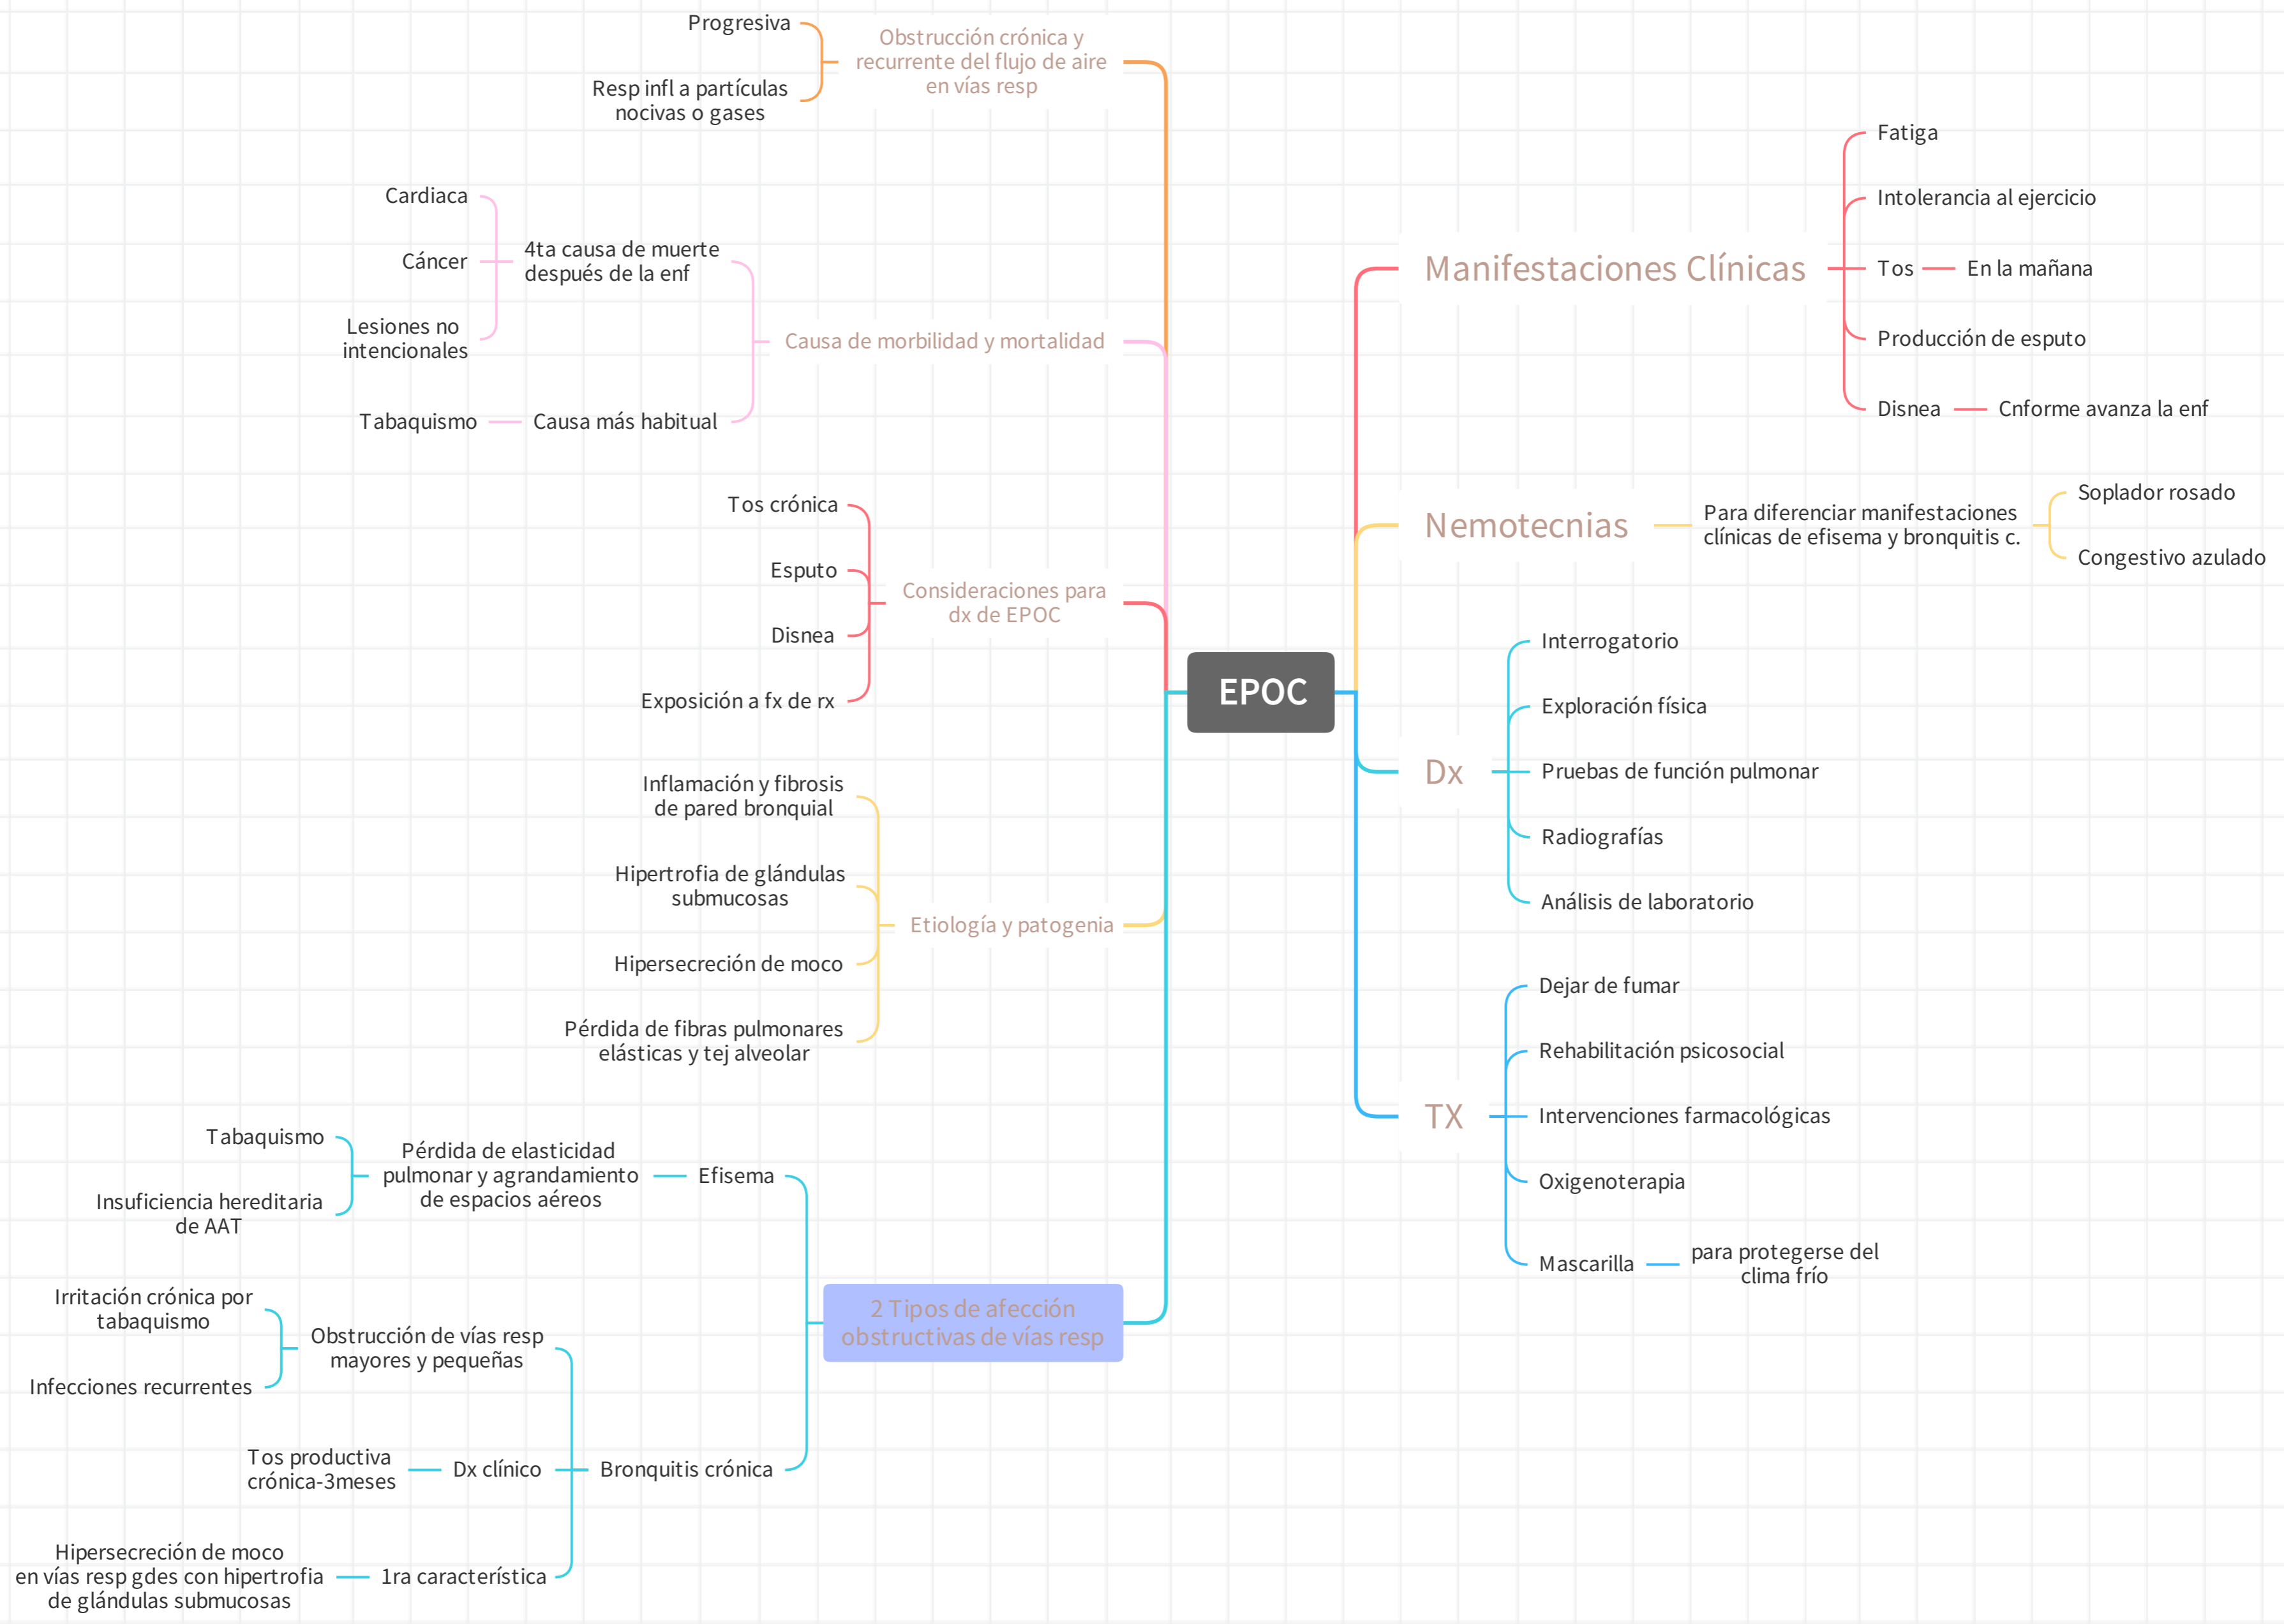 EPOC
Obstrucción crónica y
recurrente del flujo de aire
en vías resp
Progresiva
Resp infl a partículas
nocivas o gases
Causa de morbilidad y mortalidad
4ta causa de muerte
después de la enf
Cardiaca
Cáncer
Lesiones no
intencionales
Causa más habitual
Tabaquismo
Consideraciones para
dx de EPOC
Tos crónica
Esputo
Disnea
Exposición a fx de rx
Etiología y patogenia
Inflamación y fibrosis
de pared bronquial
Hipertrofia de glándulas
submucosas
Hipersecreción de moco
Pérdida de fibras pulmonares
elásticas y tej alveolar
2 Tipos de afección
obstructivas de vías resp
Efisema
Pérdida de elasticidad
pulmonar y agrandamiento
de espacios aéreos
Tabaquismo
Insuficiencia hereditaria
de AAT
Bronquitis crónica
Obstrucción de vías resp
mayores y pequeñas
Irritación crónica por
tabaquismo
Infecciones recurrentes
Dx clínico
Tos productiva
crónica-3meses
1ra característica
Hipersecreción de moco
en vías resp gdes con hipertrofia
de glándulas submucosas
Manifestaciones Clínicas
Fatiga
Intolerancia al ejercicio
Tos
En la mañana
Producción de esputo
Disnea
Cnforme avanza la enf
Nemotecnias
Para diferenciar manifestaciones
clínicas de efisema y bronquitis c.
Soplador rosado
Congestivo azulado
Dx
Interrogatorio
Exploración física
Pruebas de función pulmonar
Radiografías
Análisis de laboratorio
TX
Dejar de fumar
Rehabilitación psicosocial
Intervenciones farmacológicas
Oxigenoterapia
Mascarilla
para protegerse del
clima frío